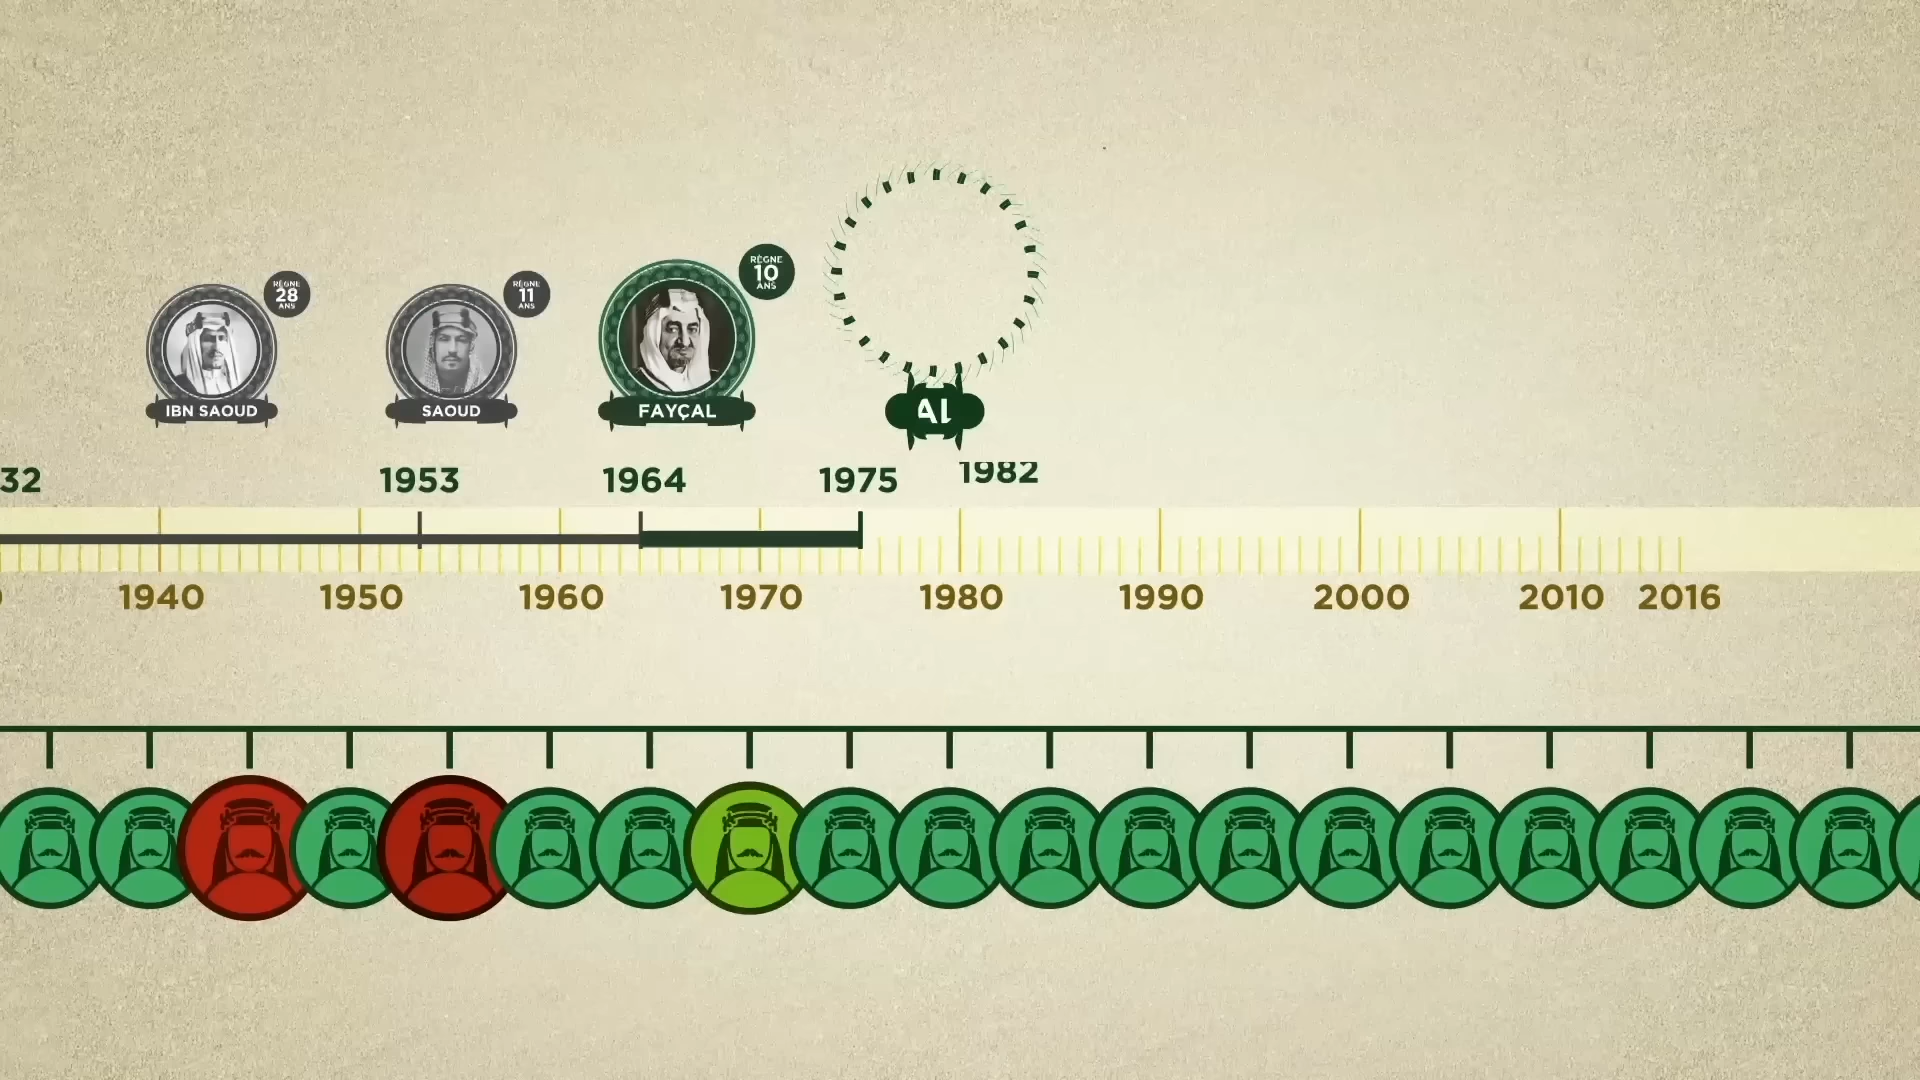 RÈGNE
28
ANS
RÈGNE
11
ANS
RÈGNE
10
ANS
IBN SAOUD
SAOUD
FAYÇAL
32
1953
1964
1975
1982
1940
1950
1960
1970
1980
1990
2000
2010
2016